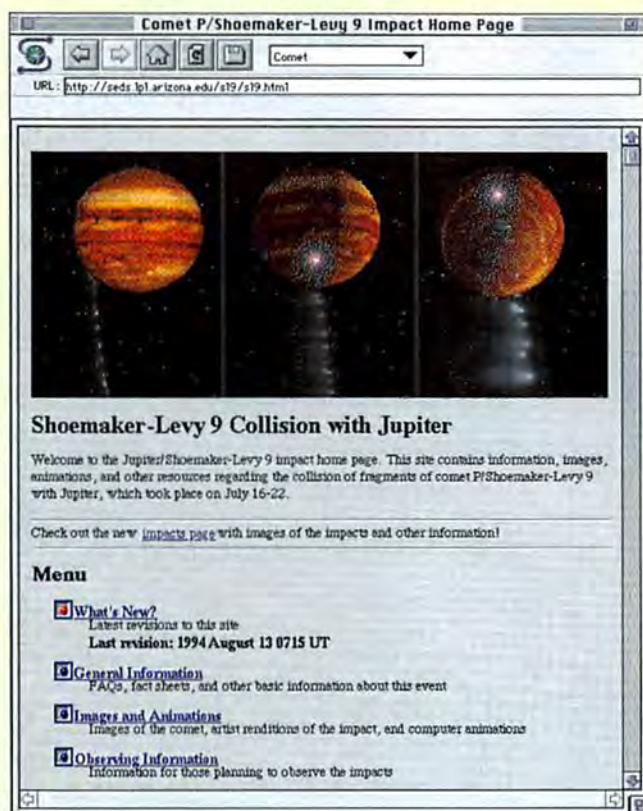 Comet P/Shoemaker-Levy 9 Impact Home Page
Comet
URL: http://seds.lpl.arizona.edu/sl9/sl9.html
Shoemaker-Levy 9 Collision with Jupiter
Welcome to the Jupiter/Shoemaker-Levy 9 impact home page. This site contains information, images,
animations, and other resources regarding the collision of fragments of comet P/Shoemaker-Levy 9
with Jupiter, which took place on July 16-22.
Check out the new impacts page with images of the impacts and other information!
Menu
What's New?
Latest revisions to this site
Last revision: 1994 August 13 0715 UT
General Information
FAQs, fact sheets, and other basic information about this event
Images and Animations
Images of the comet, artist renditions of the impact, and computer animations
Observing Information
Information for those planning to observe the impacts